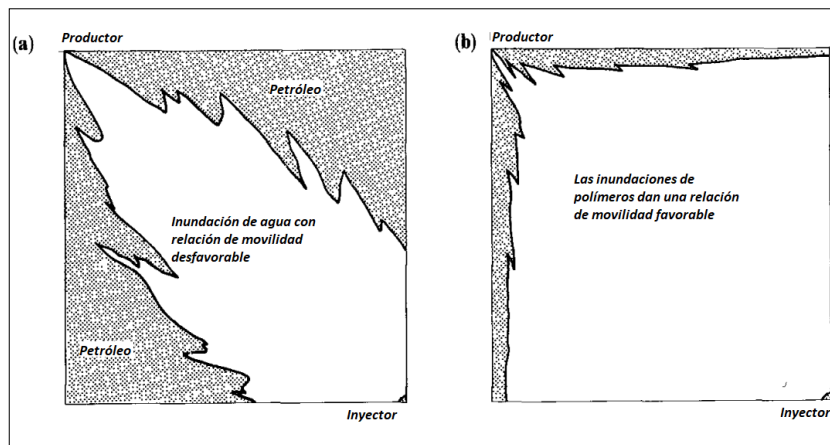 (a)
Productor
Petróleo
Inundación de agua con
relación de movilidad
desfavorable
Petróleo
Inyector
(b)
Productor
Las inundaciones de
polímeros dan una relación
de movilidad favorable
Inyector